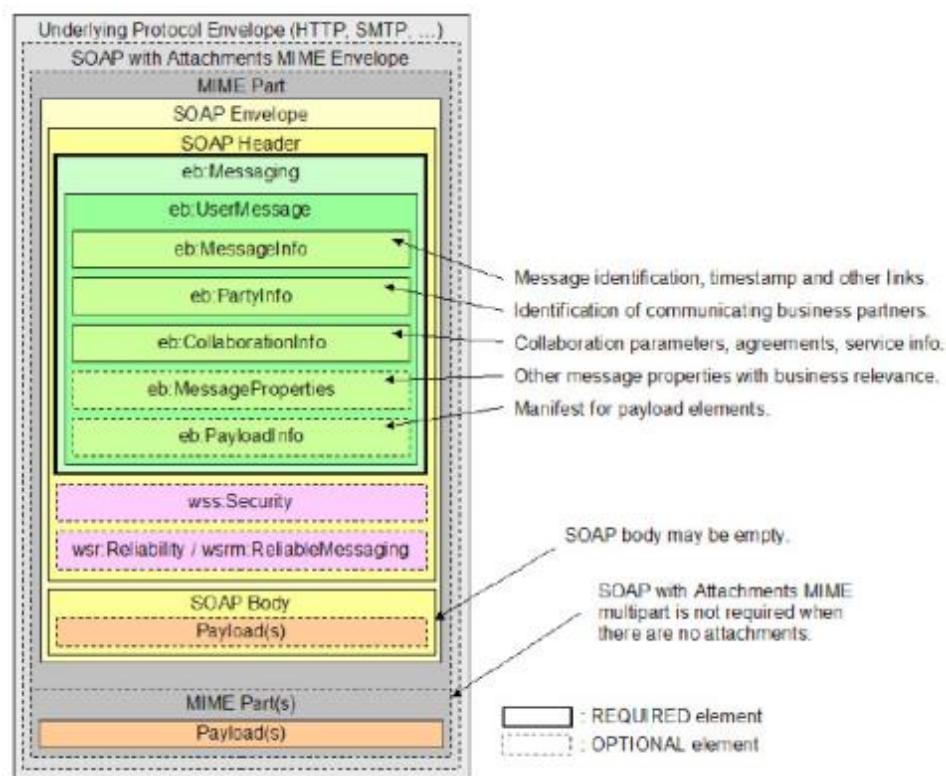 Underlying Protocol Envelope (HTTP, SMTP, ...)
SOAP with Attachments MIME Envelope
MIME Part
SOAP Envelope
SOAP Header
eb:Messaging
eb:UserMessage
eb:MessageInfo
eb:PartyInfo
eb:CollaborationInfo
eb:MessageProperties
eb:PayloadInfo
Message identification, timestamp and other links.
Identification of communicating business partners.
Collaboration parameters, agreements, service info.
Other message properties with business relevance.
Manifest for payload elements.
wss:Security
wsr:Reliability / wsrm:ReliableMessaging
SOAP Body
Payload(s)
SOAP body may be empty.
SOAP with Attachments MIME
multipart is not required when
there are no attachments.
MIME Part(s)
Payload(s)
: REQUIRED element
: OPTIONAL element